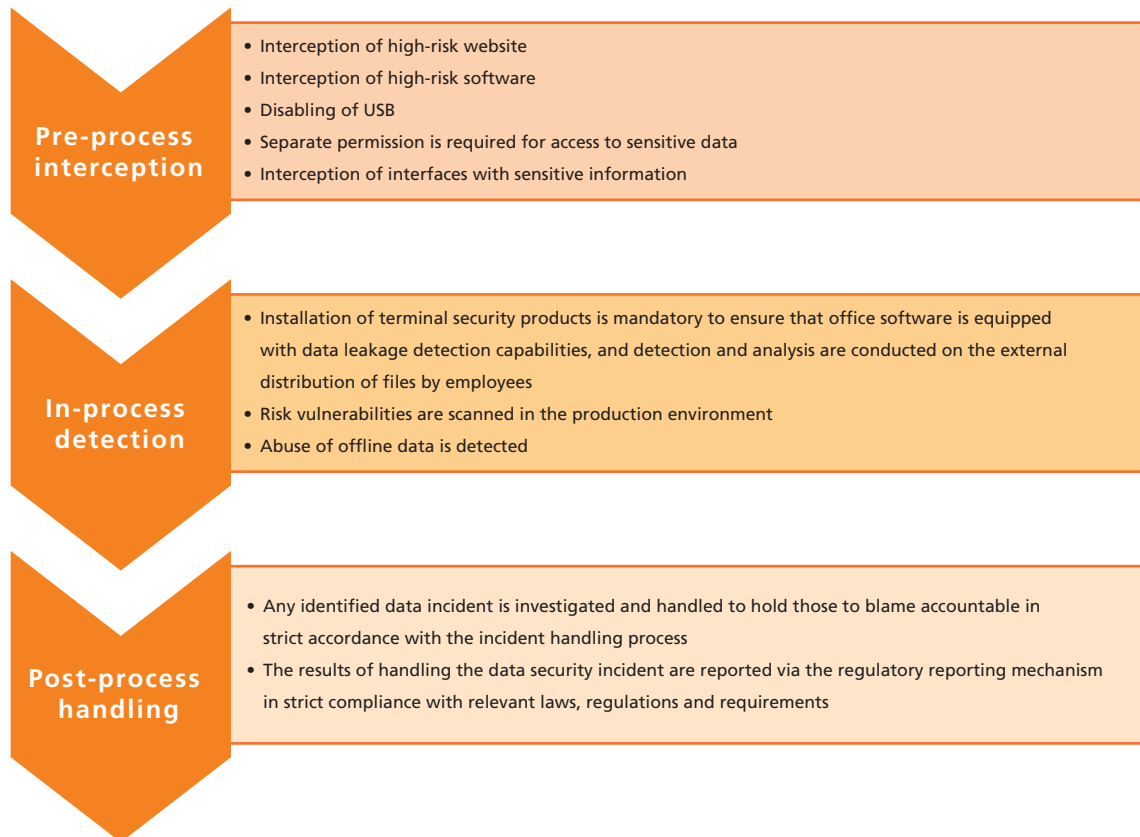 Pre-process
interception
• Interception of high-risk website
• Interception of high-risk software
• Disabling of USB
• Separate permission is required for access to sensitive data
• Interception of interfaces with sensitive information
In-process
detection
• Installation of terminal security products is mandatory to ensure that office software is equipped
with data leakage detection capabilities, and detection and analysis are conducted on the external
distribution of files by employees
• Risk vulnerabilities are scanned in the production environment
• Abuse of offline data is detected
Post-process
handling
• Any identified data incident is investigated and handled to hold those to blame accountable in
strict accordance with the incident handling process
• The results of handling the data security incident are reported via the regulatory reporting mechanism
in strict compliance with relevant laws, regulations and requirements